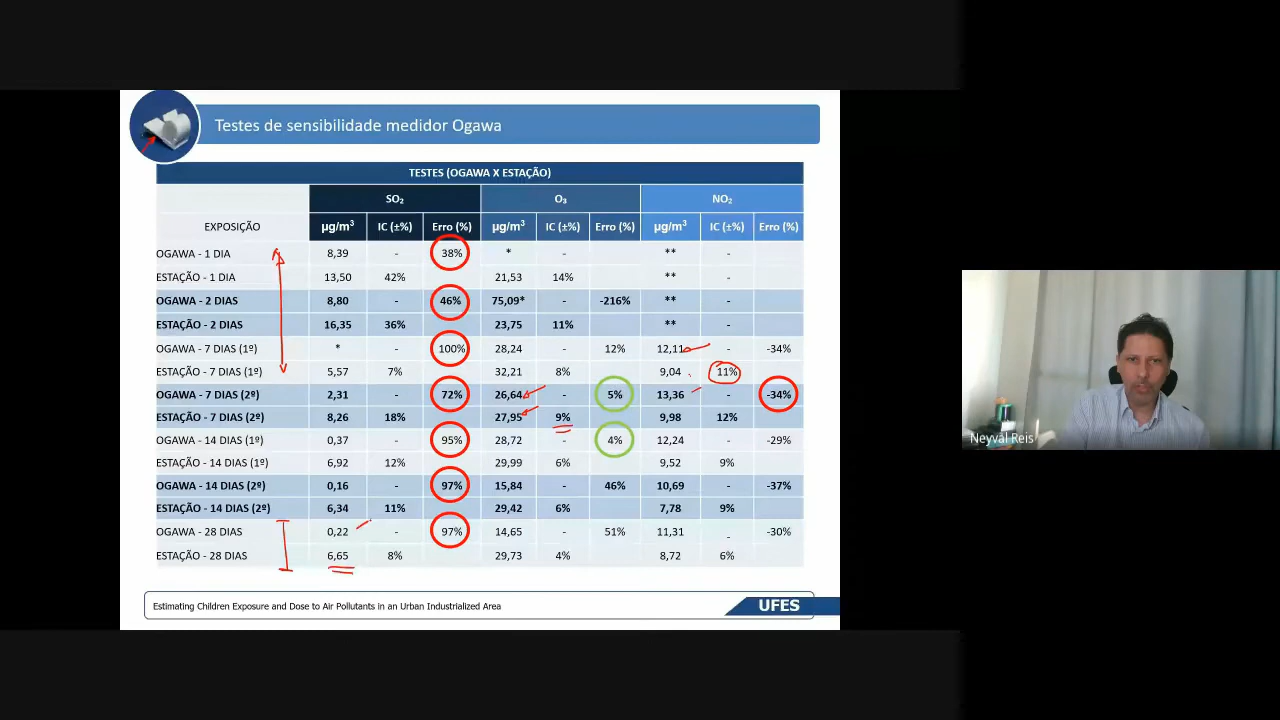 Testes de sensibilidade medidor Ogawa
TESTES (OGAWA X ESTAÇÃO)
SO₂ O₃ NO₂
EXPOSIÇÃO µg/m³ IC (±%) Erro (%) µg/m³ IC (±%) Erro (%) µg/m³ IC (±%) Erro (%)
OGAWA - 1 DIA 8,39 - 38% * - ** -
ESTAÇÃO - 1 DIA 13,50 42% 21,53 14% ** -
OGAWA - 2 DIAS 8,80 - 46% 75,09* - -216% ** -
ESTAÇÃO - 2 DIAS 16,35 36% 23,75 11% ** -
OGAWA - 7 DIAS (1º) * - 100% 28,24 - 12% 12,11 - -34%
ESTAÇÃO - 7 DIAS (1º) 5,57 7% 32,21 8% 9,04 11%
OGAWA - 7 DIAS (2º) 2,31 - 72% 26,64 - 5% 13,36 - -34%
ESTAÇÃO - 7 DIAS (2º) 8,26 18% 27,95 9% 9,98 12%
OGAWA - 14 DIAS (1º) 0,37 - 95% 28,72 - 4% 12,24 - -29%
ESTAÇÃO - 14 DIAS (1º) 6,92 12% 29,99 6% 9,52 9%
OGAWA - 14 DIAS (2º) 0,16 - 97% 15,84 - 46% 10,69 - -37%
ESTAÇÃO - 14 DIAS (2º) 6,34 11% 29,42 6% 7,78 9%
OGAWA - 28 DIAS 0,22 - 97% 14,65 - 51% 11,31 - -30%
ESTAÇÃO - 28 DIAS 6,65 8% 29,73 4% 8,72 6%
Estimating Children Exposure and Dose to Air Pollutants in an Urban Industrialized Area
UFES
Neyval Reis